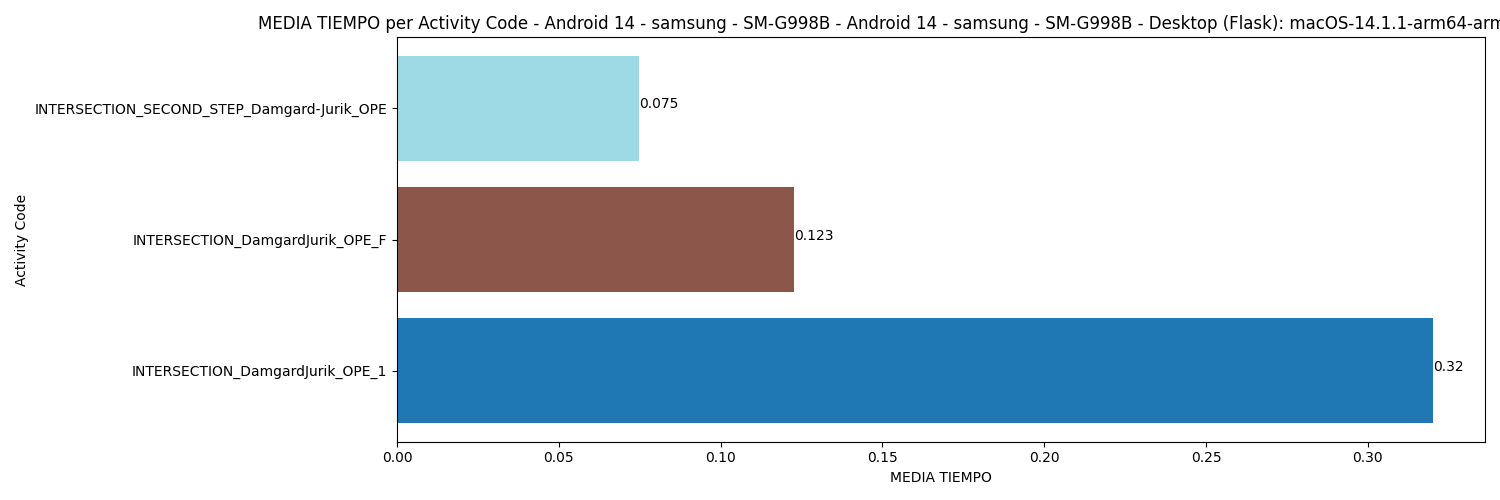 MEDIA TIEMPO per Activity Code - Android 14 - samsung - SM-G998B - Android 14 - samsung - SM-G998B - Desktop (Flask): macOS-14.1.1-arm64-arm
INTERSECTION_SECOND_STEP_Damgard-Jurik_OPE
0.075
INTERSECTION_DamgardJurik_OPE_F
0.123
INTERSECTION_DamgardJurik_OPE_1
0.32
Activity Code
0.00 0.05 0.10 0.15 0.20 0.25 0.30
MEDIA TIEMPO